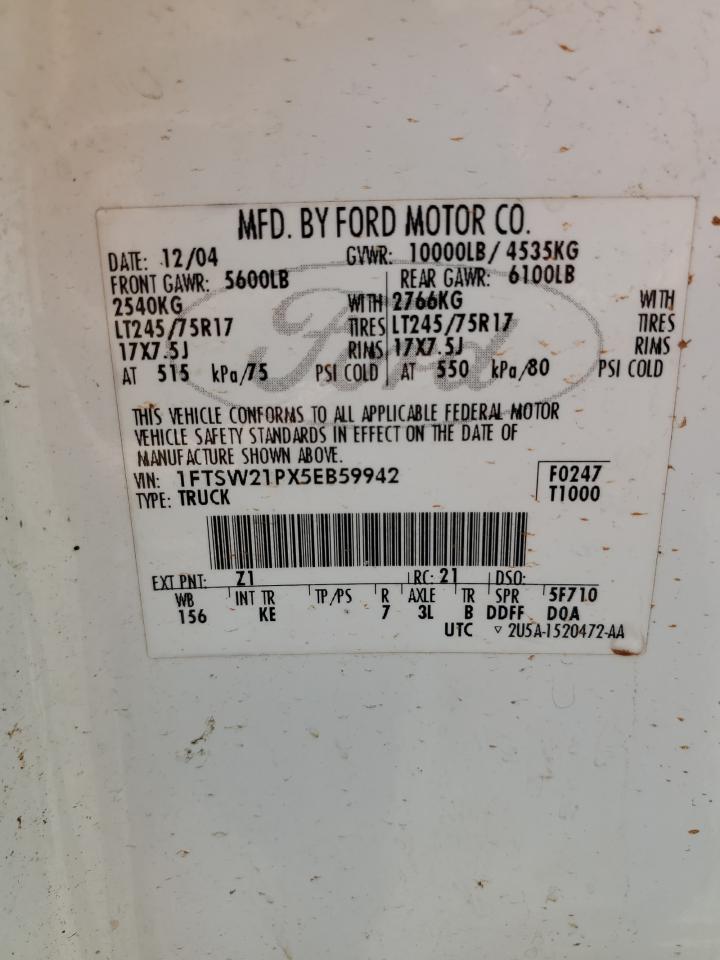 MFD. BY FORD MOTOR CO.
DATE: 12/04 GVWR: 10000LB/ 4535KG
FRONT GAWR: 5600LB REAR GAWR: 6100LB
2540KG WITH 2766KG WITH
LT245/75R17 TIRES LT245/75R17 TIRES
17X7.5J RIMS 17X7.5J RIMS
AT 515 kPa/75 PSI COLD AT 550 kPa/80 PSI COLD
Ford
THIS VEHICLE CONFORMS TO ALL APPLICABLE FEDERAL MOTOR
VEHICLE SAFETY STANDARDS IN EFFECT ON THE DATE OF
MANUFACTURE SHOWN ABOVE.
VIN: 1FTSW21PX5EB59942 F0247
TYPE: TRUCK T1000
EXT PNT: Z1 RC: 21 DSO:
WB INT TR TP/PS R AXLE TR SPR 5F710
156 KE 7 3L B DDFF DOA
UTC ▽ 2U5A-1520472-AA